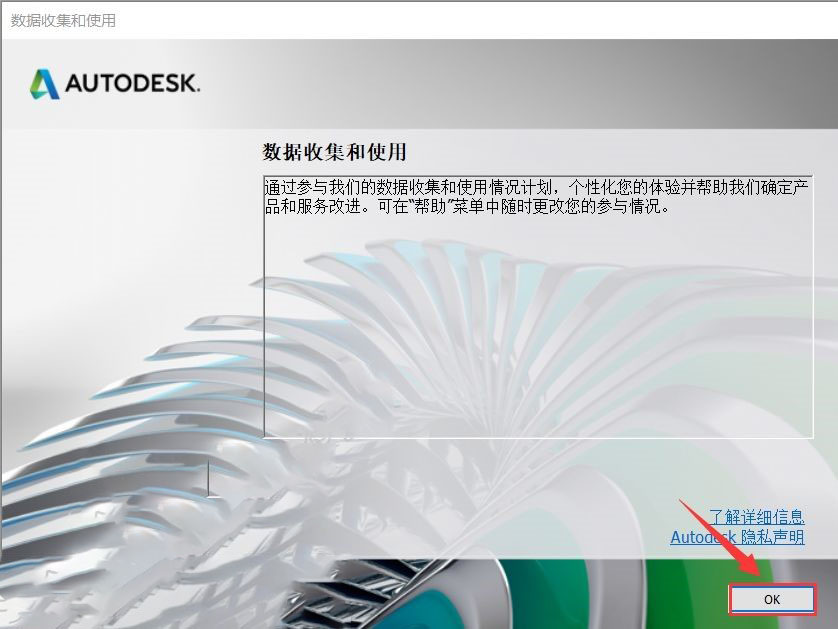 数据收集和使用
AUTODESK.
数据收集和使用
通过参与我们的数据收集和使用情况计划，个性化您的体验并帮助我们确定产
品和服务改进。可在“帮助”菜单中随时更改您的参与情况。
了解详细信息
Autodesk 隐私声明
OK